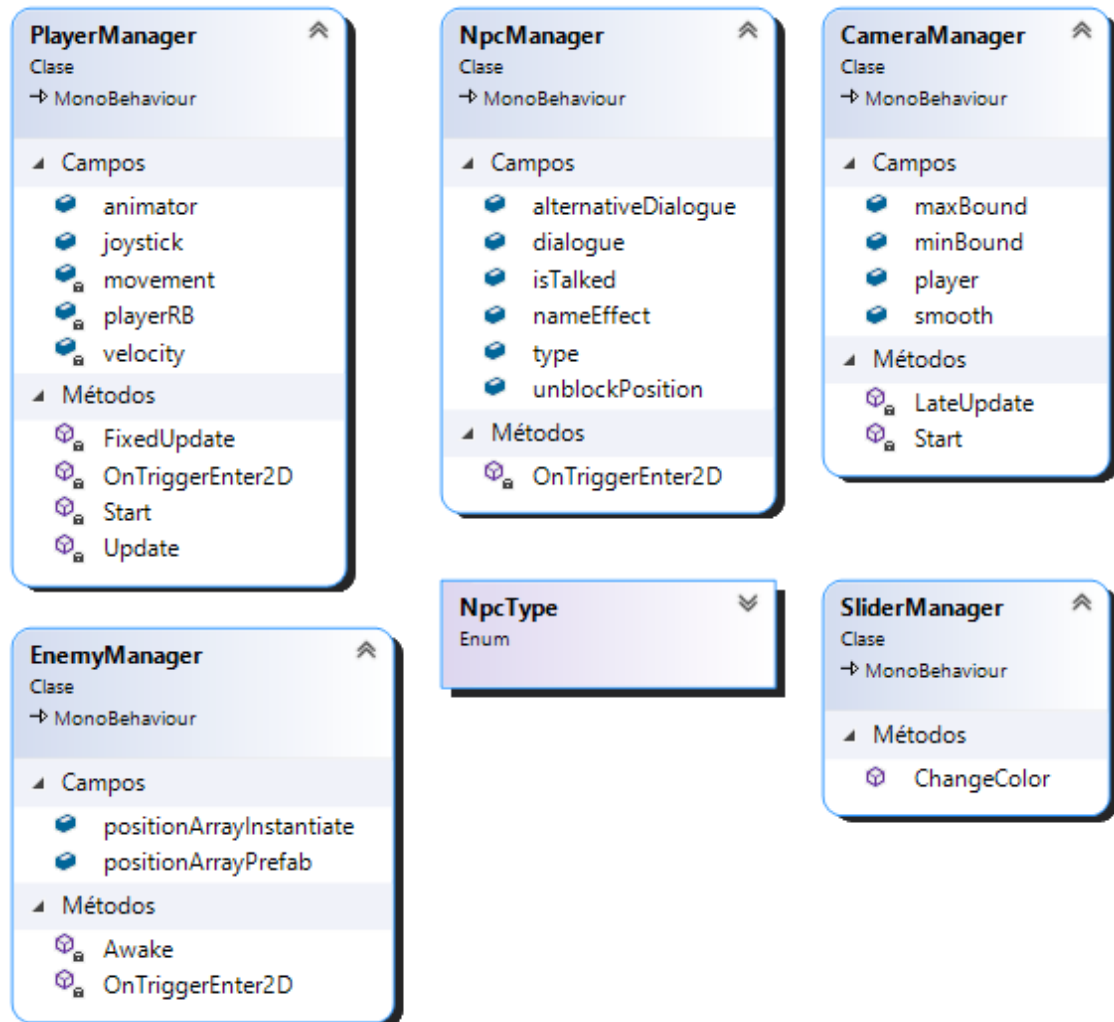 PlayerManager
Clase
MonoBehaviour
Campos
animator
joystick
movement
playerRB
velocity
Métodos
FixedUpdate
OnTriggerEnter2D
Start
Update
NpcManager
Clase
MonoBehaviour
Campos
alternativeDialogue
dialogue
isTalked
nameEffect
type
unblockPosition
Métodos
OnTriggerEnter2D
CameraManager
Clase
MonoBehaviour
Campos
maxBound
minBound
player
smooth
Métodos
LateUpdate
Start
EnemyManager
Clase
MonoBehaviour
Campos
positionArrayInstantiate
positionArrayPrefab
Métodos
Awake
OnTriggerEnter2D
NpcType
Enum
SliderManager
Clase
MonoBehaviour
Métodos
ChangeColor